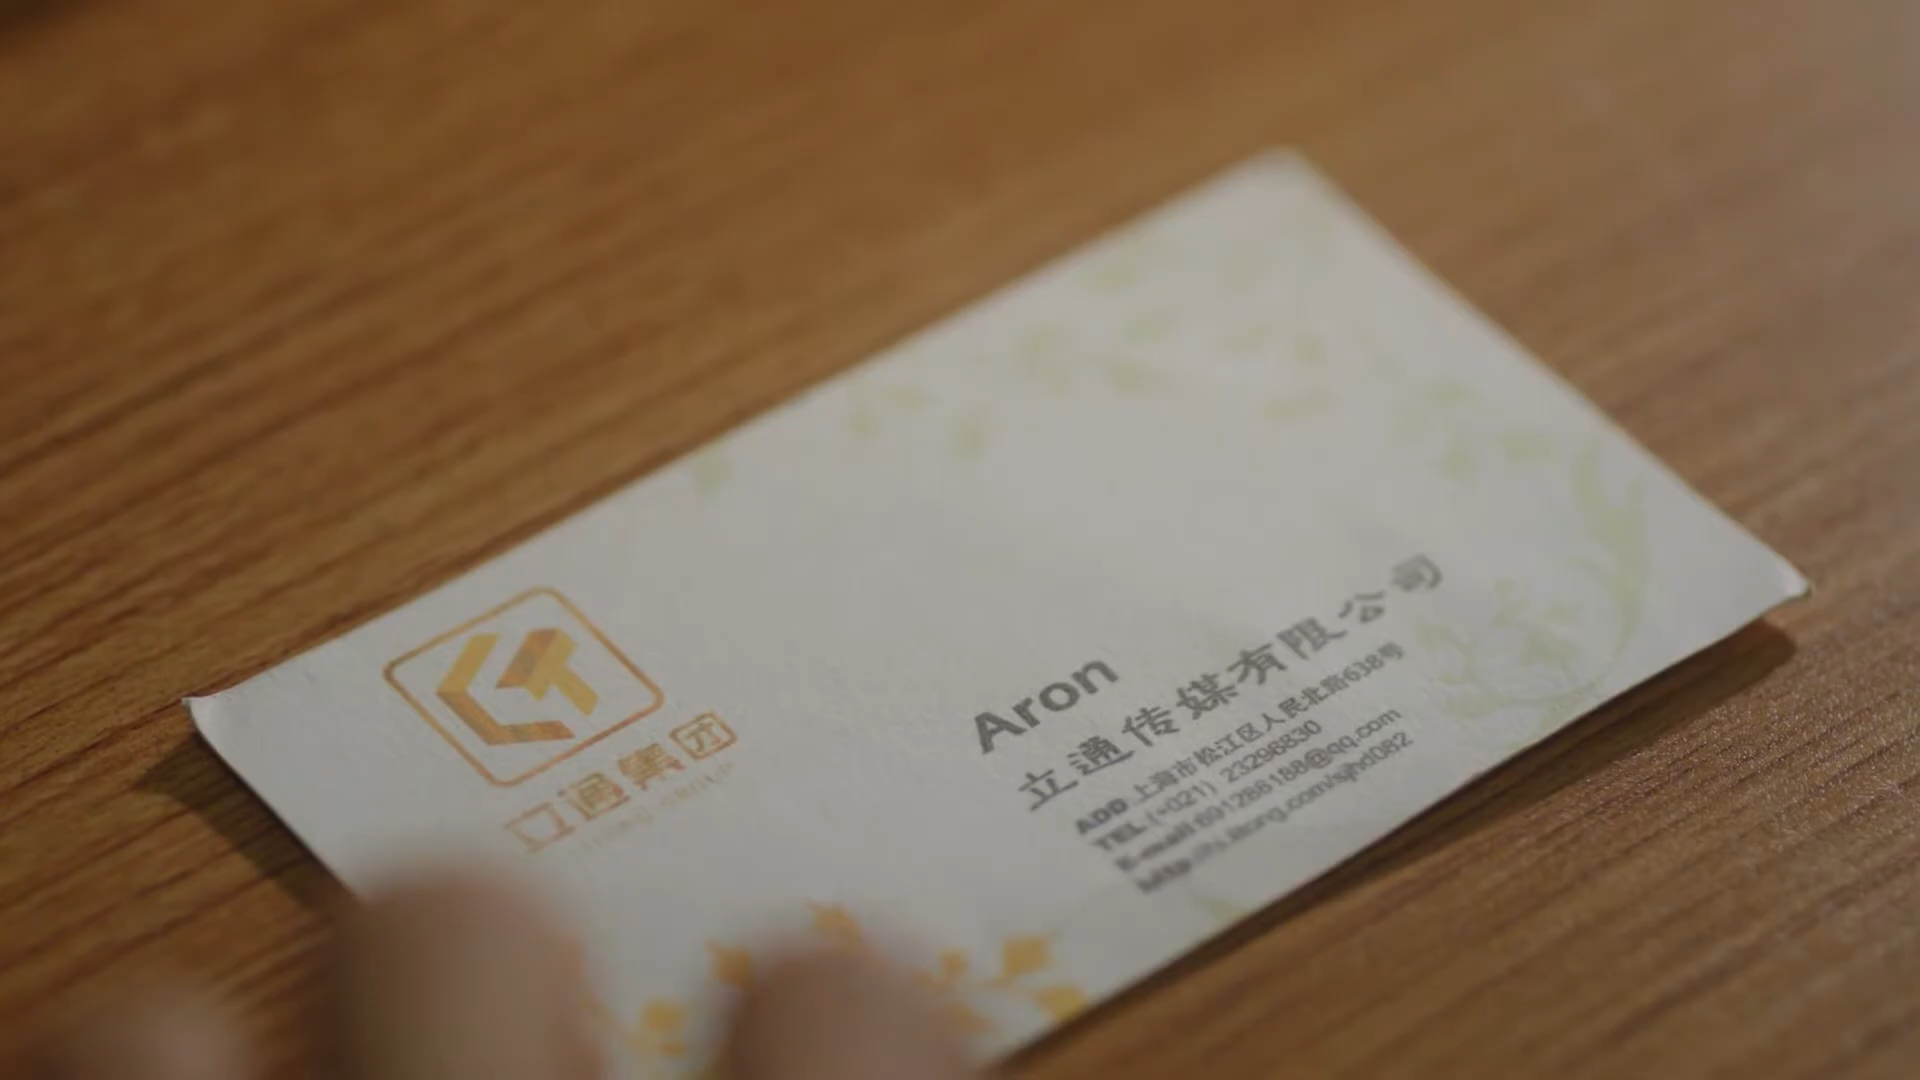 立通集团
Aron
立通传媒有限公司
ADD 上海市松江区人民北路638号
TEL (+021) 23296830
E-mail:691288188@qq.com